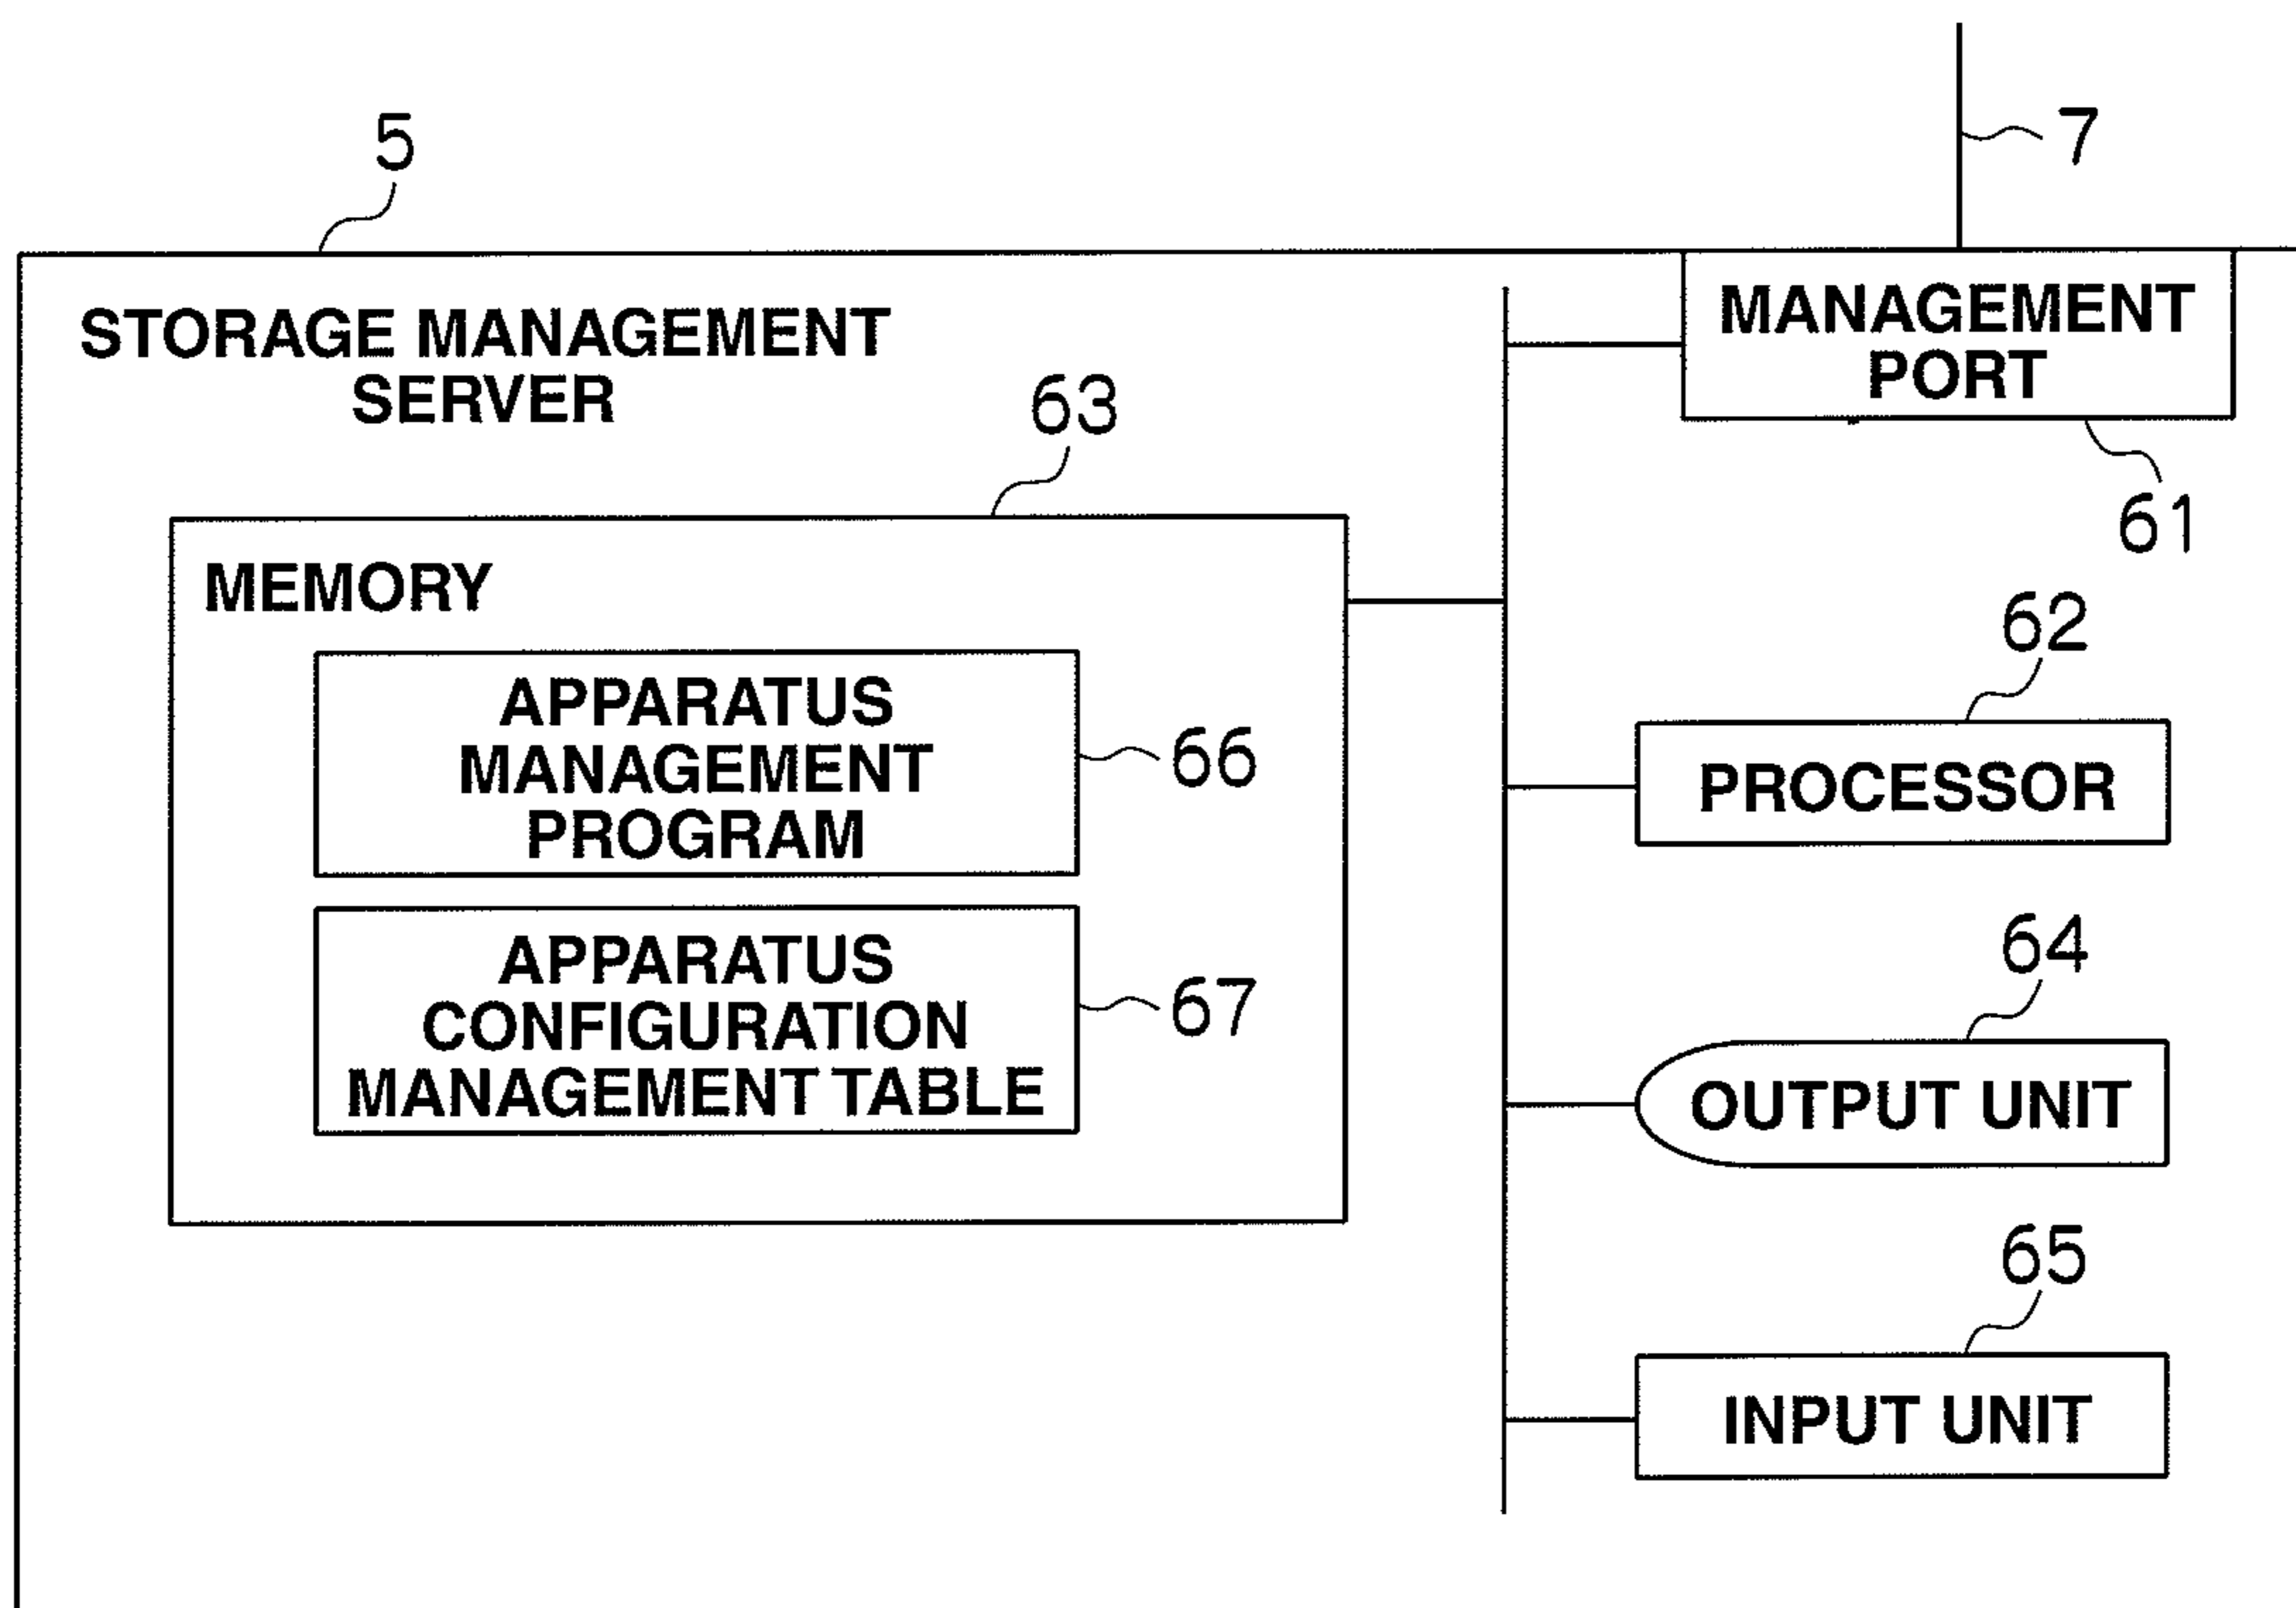 5
7
STORAGE MANAGEMENT
SERVER
MANAGEMENT
PORT
61
63
MEMORY
APPARATUS
MANAGEMENT
PROGRAM
66
APPARATUS
CONFIGURATION
MANAGEMENT TABLE
67
62
PROCESSOR
64
OUTPUT UNIT
65
INPUT UNIT